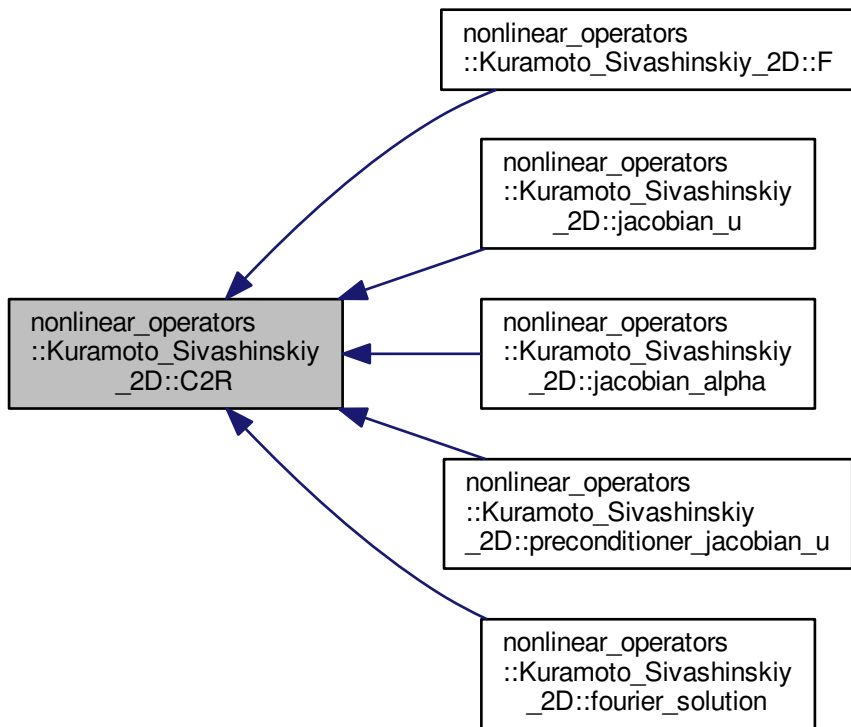 nonlinear_operators
::Kuramoto_Sivashinskiy_2D::F
nonlinear_operators
::Kuramoto_Sivashinskiy
_2D::jacobian_u
nonlinear_operators
::Kuramoto_Sivashinskiy
_2D::C2R
nonlinear_operators
::Kuramoto_Sivashinskiy
_2D::jacobian_alpha
nonlinear_operators
::Kuramoto_Sivashinskiy
_2D::preconditioner_jacobian_u
nonlinear_operators
::Kuramoto_Sivashinskiy
_2D::fourier_solution